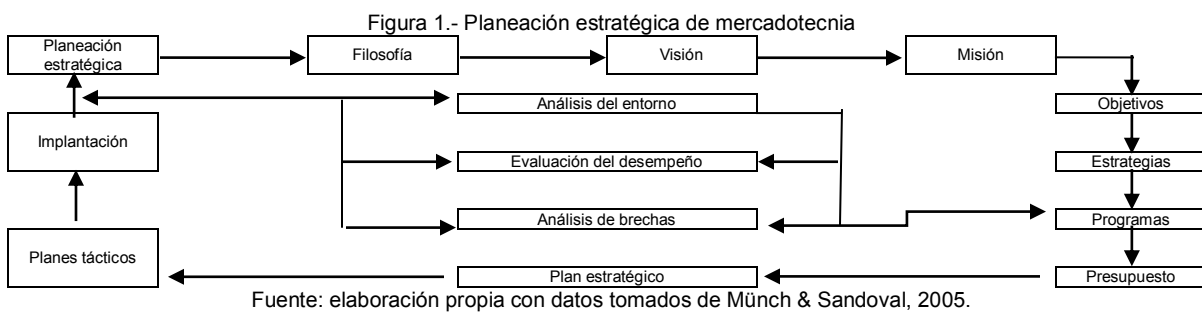 Figura 1.- Planeación estratégica de mercadotecnia
Planeación
estratégica
Filosofía
Visión
Misión
Análisis del entorno
Objetivos
Implantación
Evaluación del desempeño
Estrategias
Análisis de brechas
Programas
Planes tácticos
Plan estratégico
Presupuesto
Fuente: elaboración propia con datos tomados de Münch & Sandoval, 2005.